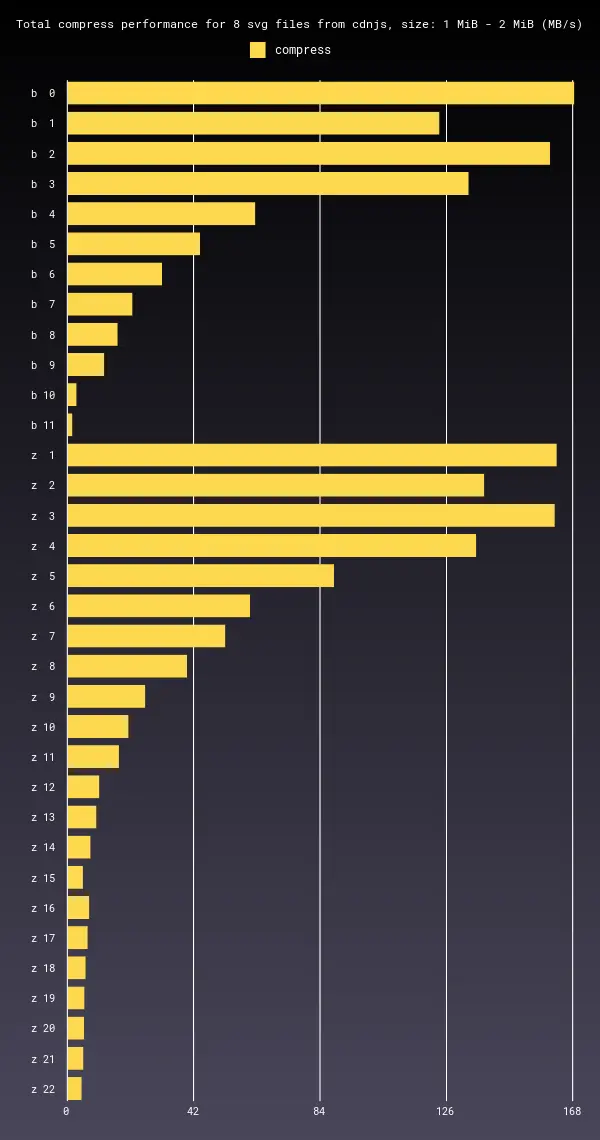 Total compress performance for 8 svg files from cdnjs, size: 1 MiB - 2 MiB (MB/s)
compress
b 0
b 1
b 2
b 3
b 4
b 5
b 6
b 7
b 8
b 9
b 10
b 11
z 1
z 2
z 3
z 4
z 5
z 6
z 7
z 8
z 9
z 10
z 11
z 12
z 13
z 14
z 15
z 16
z 17
z 18
z 19
z 20
z 21
z 22
0 42 84 126 168